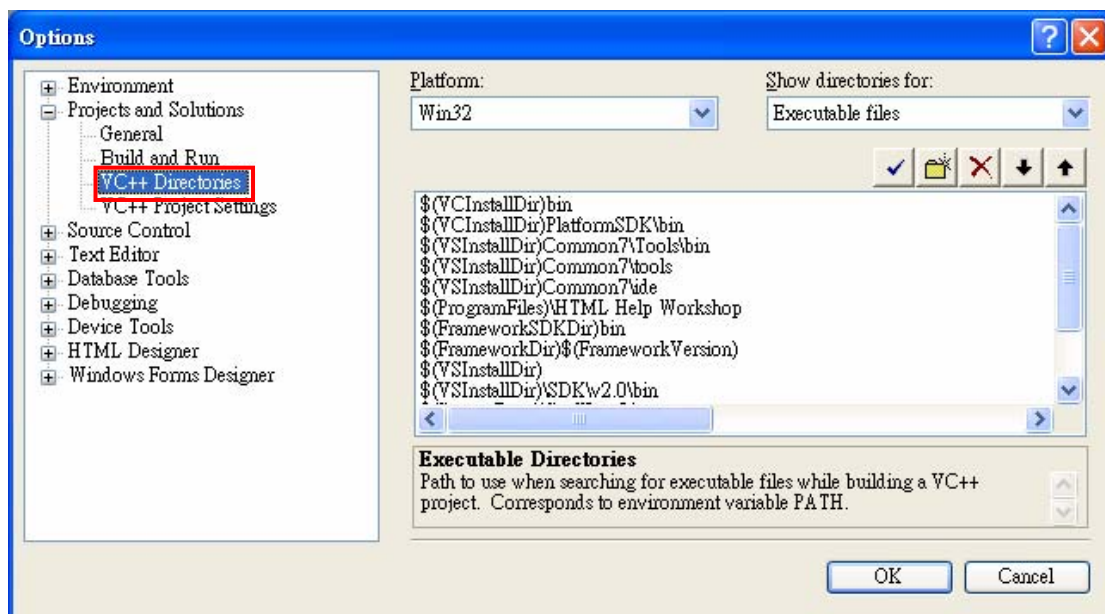 Options
Environment
Projects and Solutions
General
Build and Run
VC++ Directories
VC++ Project Settings
Source Control
Text Editor
Database Tools
Debugging
Device Tools
HTML Designer
Windows Forms Designer
Platform:
Win32
Show directories for:
Executable files
$(VCInstallDir)bin
$(VCInstallDir)PlatformSDK\bin
$(VSInstallDir)Common7\Tools\bin
$(VSInstallDir)Common7\tools
$(VSInstallDir)Common7\ide
$(ProgramFiles)\HTML Help Workshop
$(FrameworkSDKDir)bin
$(FrameworkDir)$(FrameworkVersion)
$(VSInstallDir)
$(VSInstallDir)\SDK\v2.0\bin
Executable Directories
Path to use when searching for executable files while building a VC++
project. Corresponds to environment variable PATH.
OK
Cancel